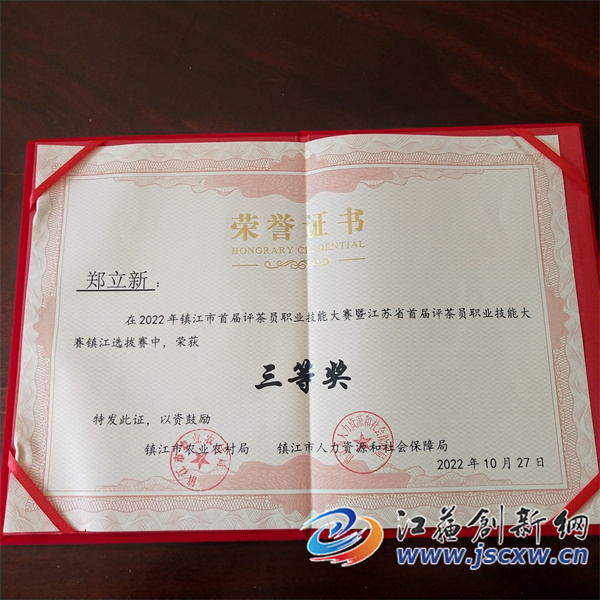 荣誉证书
HONORARY CREDENTIAL
郑立新：
在2022年镇江市首届评茶员职业技能大赛暨江苏省首届评茶员职业技能大
赛镇江选拔赛中，荣获
三等奖
特发此证，以资鼓励
镇江市农业农村局 镇江市人力资源和社会保障局
2022年10月27日
江苏創新網
www.jscxw.cn